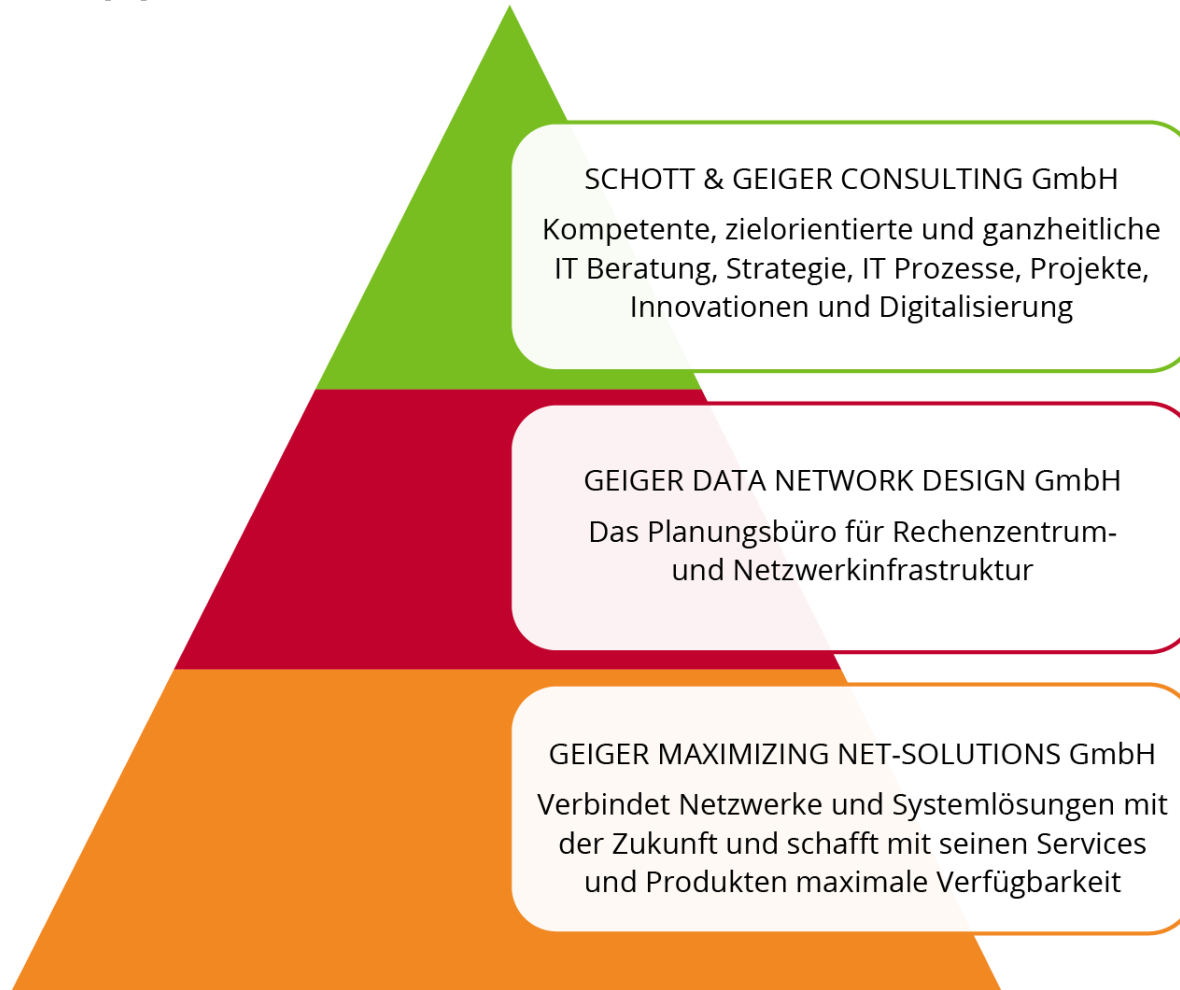 SCHOTT & GEIGER CONSULTING GmbH
Kompetente, zielorientierte und ganzheitliche
IT Beratung, Strategie, IT Prozesse, Projekte,
Innovationen und Digitalisierung
GEIGER DATA NETWORK DESIGN GmbH
Das Planungsbüro für Rechenzentrum-
und Netzwerkinfrastruktur
GEIGER MAXIMIZING NET-SOLUTIONS GmbH
Verbindet Netzwerke und Systemlösungen mit
der Zukunft und schafft mit seinen Services
und Produkten maximale Verfügbarkeit